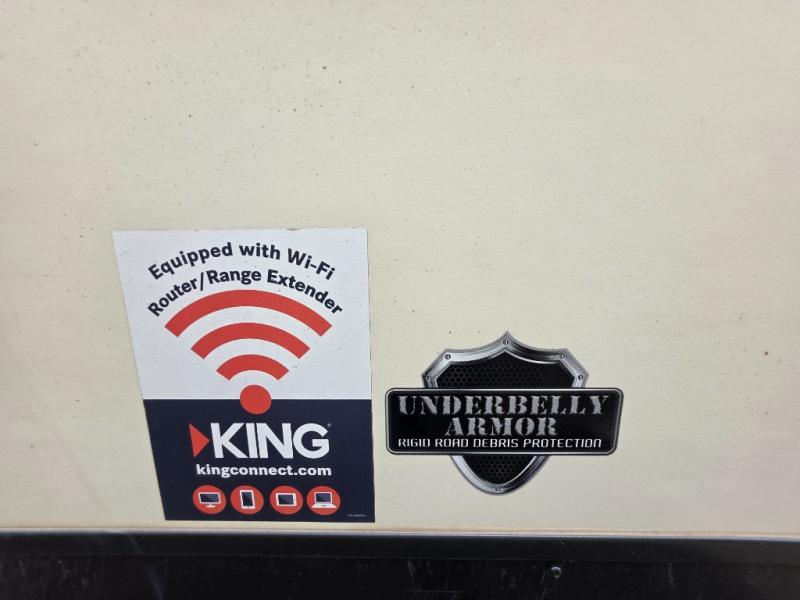 Equipped with Wi-Fi
Router/Range Extender
KING
kingconnect.com
UNDERBELLY
ARMOR
RIGID ROAD DEBRIS PROTECTION